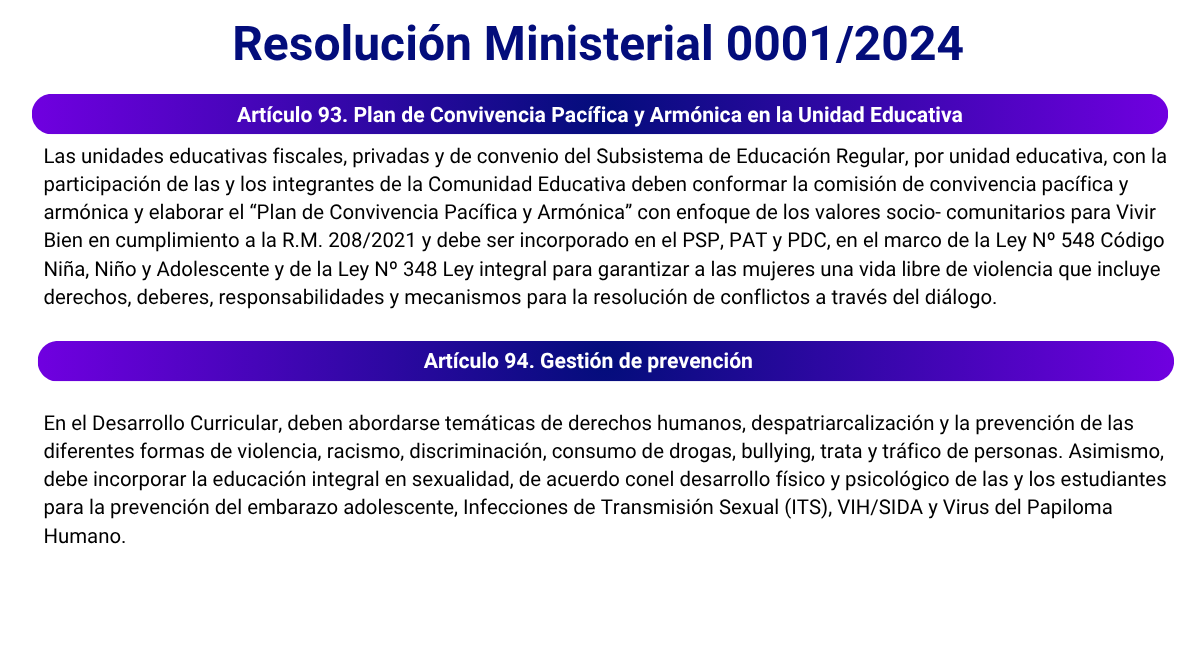 Resolución Ministerial 0001/2024
Artículo 93. Plan de Convivencia Pacífica y Armónica en la Unidad Educativa
Las unidades educativas fiscales, privadas y de convenio del Subsistema de Educación Regular, por unidad educativa, con la
participación de las y los integrantes de la Comunidad Educativa deben conformar la comisión de convivencia pacífica y
armónica y elaborar el “Plan de Convivencia Pacífica y Armónica” con enfoque de los valores socio- comunitarios para Vivir
Bien en cumplimiento a la R.M. 208/2021 y debe ser incorporado en el PSP, PAT y PDC, en el marco de la Ley Nº 548 Código
Niña, Niño y Adolescente y de la Ley Nº 348 Ley integral para garantizar a las mujeres una vida libre de violencia que incluye
derechos, deberes, responsabilidades y mecanismos para la resolución de conflictos a través del diálogo.
Artículo 94. Gestión de prevención
En el Desarrollo Curricular, deben abordarse temáticas de derechos humanos, despatriarcalización y la prevención de las
diferentes formas de violencia, racismo, discriminación, consumo de drogas, bullying, trata y tráfico de personas. Asimismo,
debe incorporar la educación integral en sexualidad, de acuerdo conel desarrollo físico y psicológico de las y los estudiantes
para la prevención del embarazo adolescente, Infecciones de Transmisión Sexual (ITS), VIH/SIDA y Virus del Papiloma
Humano.